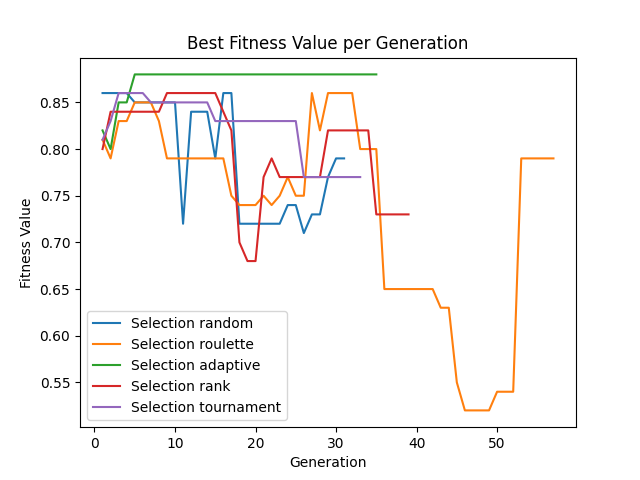 Best Fitness Value per Generation
Fitness Value
0.85
0.80
0.75
0.70
0.65
0.60
0.55
Selection random
Selection roulette
Selection adaptive
Selection rank
Selection tournament
0 10 20 30 40 50
Generation